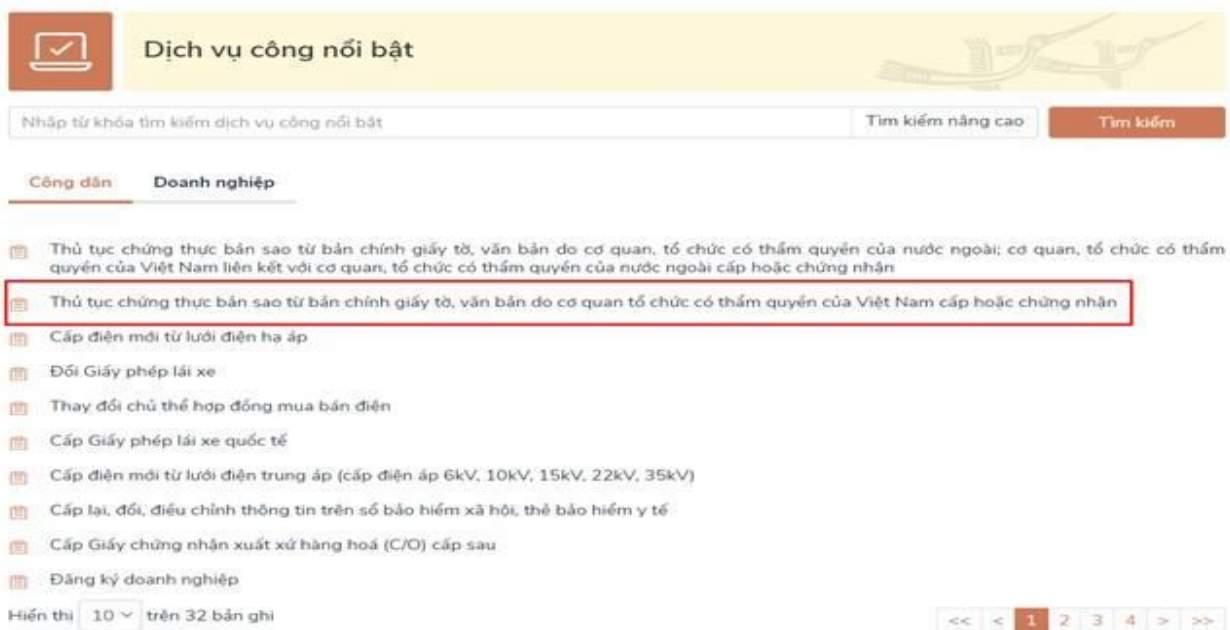 Dịch vụ công nổi bật
Nhập từ khóa tìm kiếm dịch vụ công nổi bật
Tìm kiếm nâng cao
Tìm kiếm
Công dân
Doanh nghiệp
Thủ tục chứng thực bản sao từ bản chính giấy tờ, văn bản do cơ quan, tổ chức có thẩm quyền của nước ngoài; cơ quan, tổ chức có thẩm
quyền của Việt Nam liên kết với cơ quan, tổ chức có thẩm quyền của nước ngoài cấp hoặc chứng nhận
Thủ tục chứng thực bản sao từ bản chính giấy tờ, văn bản do cơ quan tổ chức có thẩm quyền của Việt Nam cấp hoặc chứng nhận
Cấp điện mới từ lưới điện hạ áp
Đổi Giấy phép lái xe
Thay đổi chủ thể hợp đồng mua bán điện
Cấp Giấy phép lái xe quốc tế
Cấp điện mới từ lưới điện trung áp (cấp điện áp 6kV, 10kV, 15kV, 22kV, 35kV)
Cấp lại, đổi, điều chỉnh thông tin trên sổ bảo hiểm xã hội, thẻ bảo hiểm y tế
Cấp Giấy chứng nhận xuất xứ hàng hoá (C/O) cấp sau
Đăng ký doanh nghiệp
Hiển thị 10 trên 32 bản ghi
<< < 1 2 3 4 > >>